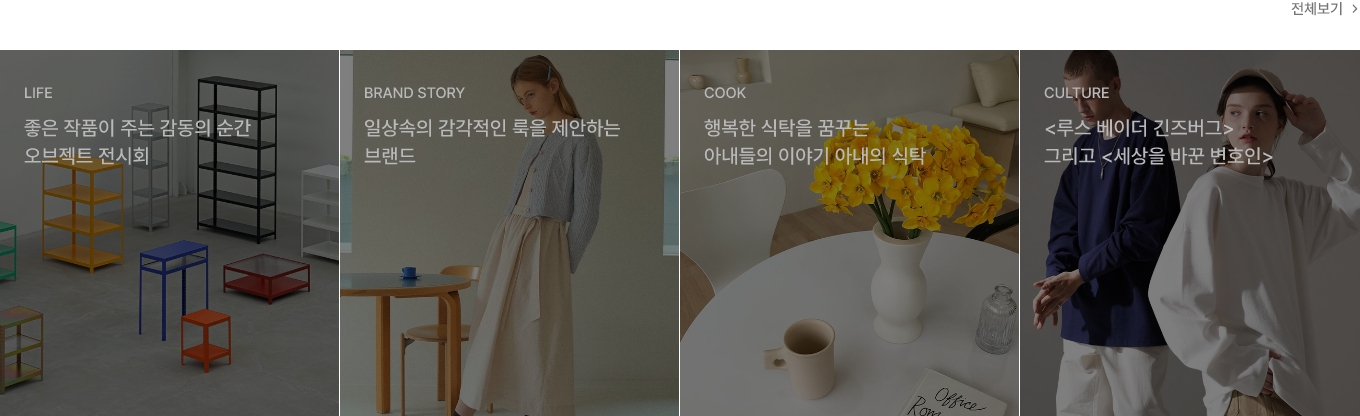 전체보기
LIFE
좋은 작품이 주는 감동의 순간
오브젝트 전시회
BRAND STORY
일상속의 감각적인 룩을 제안하는
브랜드
COOK
행복한 식탁을 꿈꾸는
아내들의 이야기 아내의 식탁
Office
Rom
CULTURE
<루스 베이더 긴즈버그>
그리고 <세상을 바꾼 변호인>